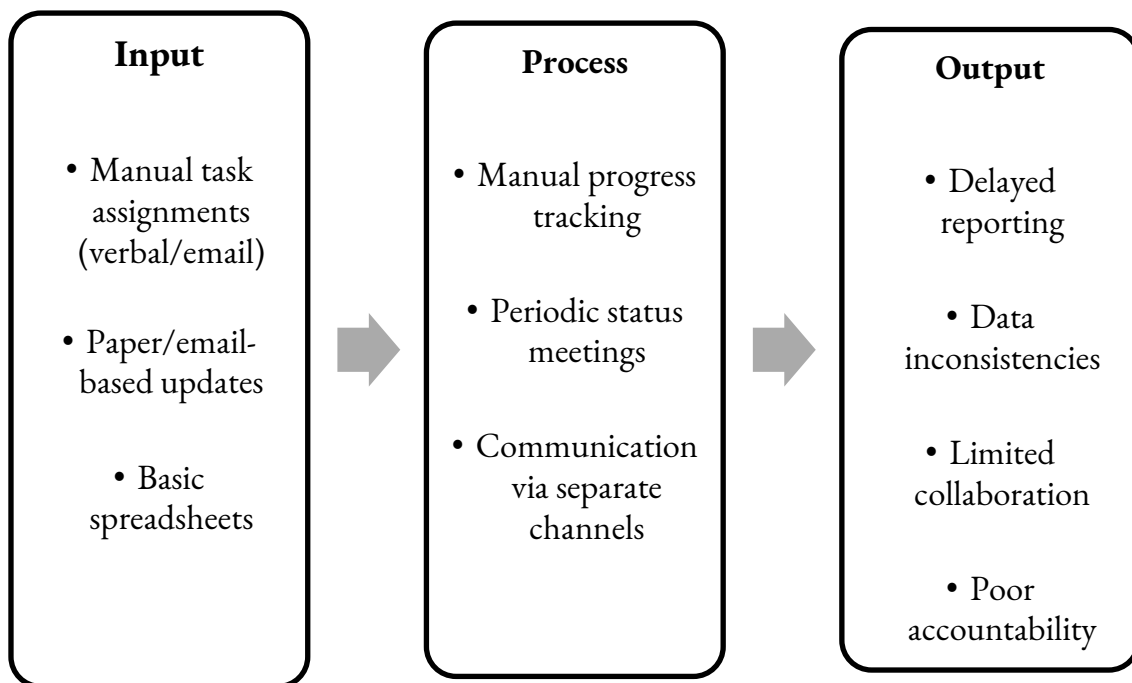 Input
• Manual task
assignments
(verbal/email)
• Paper/email-
based updates
• Basic
spreadsheets
Process
• Manual progress
tracking
• Periodic status
meetings
• Communication
via separate
channels
Output
• Delayed
reporting
• Data
inconsistencies
• Limited
collaboration
• Poor
accountability